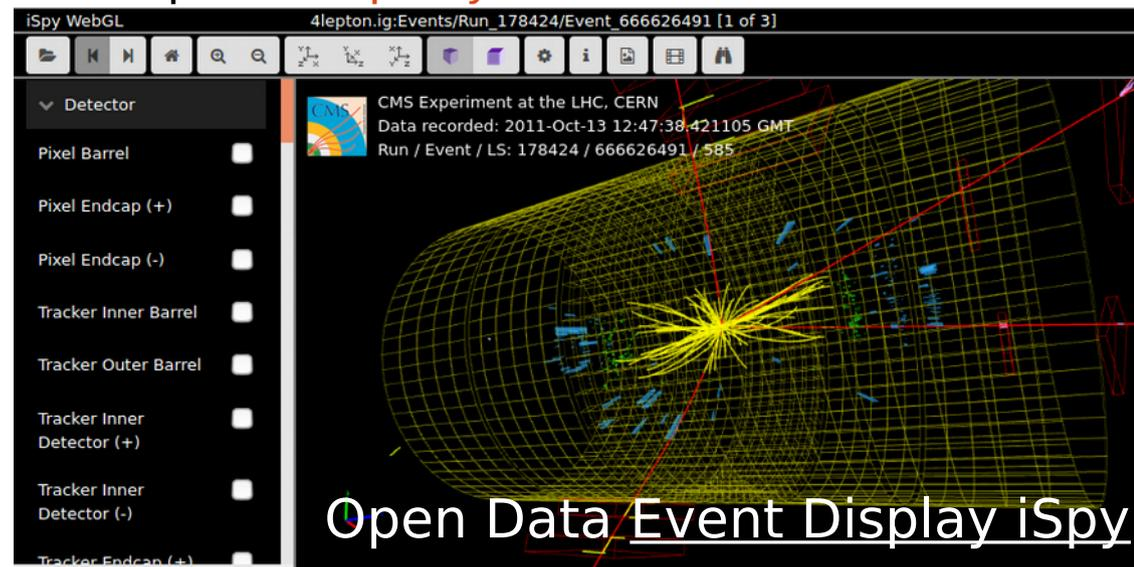 iSpy WebGL
4lepton.ig:Events/Run_178424/Event_666626491 [1 of 3]
Detector
Pixel Barrel
Pixel Endcap (+)
Pixel Endcap (-)
Tracker Inner Barrel
Tracker Outer Barrel
Tracker Inner
Detector (+)
Tracker Inner
Detector (-)
Tracker Endcap (+)
CMS
CMS Experiment at the LHC, CERN
Data recorded: 2011-Oct-13 12:47:38.421105 GMT
Run / Event / LS: 178424 / 666626491 / 585
Open Data Event Display iSpy